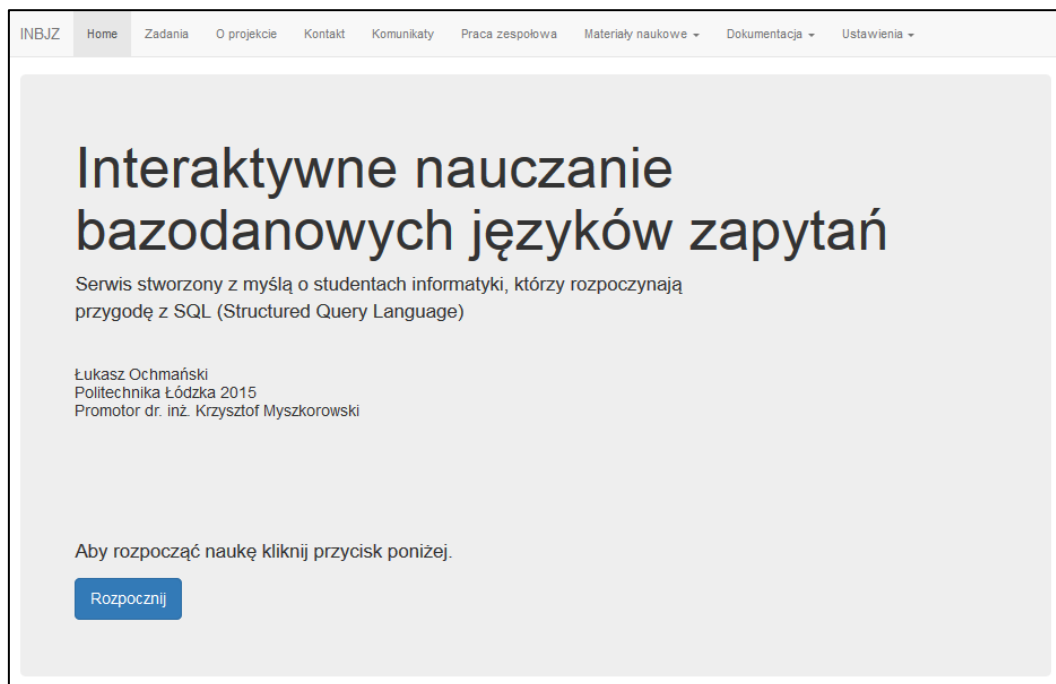 INBJZ Home Zadania O projekcie Kontakt Komunikaty Praca zespołowa Materiały naukowe Dokumentacja Ustawienia
Interaktywne nauczanie
bazodanowych języków zapytań
Serwis stworzony z myślą o studentach informatyki, którzy rozpoczynają
przygodę z SQL (Structured Query Language)
Łukasz Ochmański
Politechnika Łódzka 2015
Promotor dr. inż. Krzysztof Myszkorowski
Aby rozpocząć naukę kliknij przycisk poniżej.
Rozpocznij